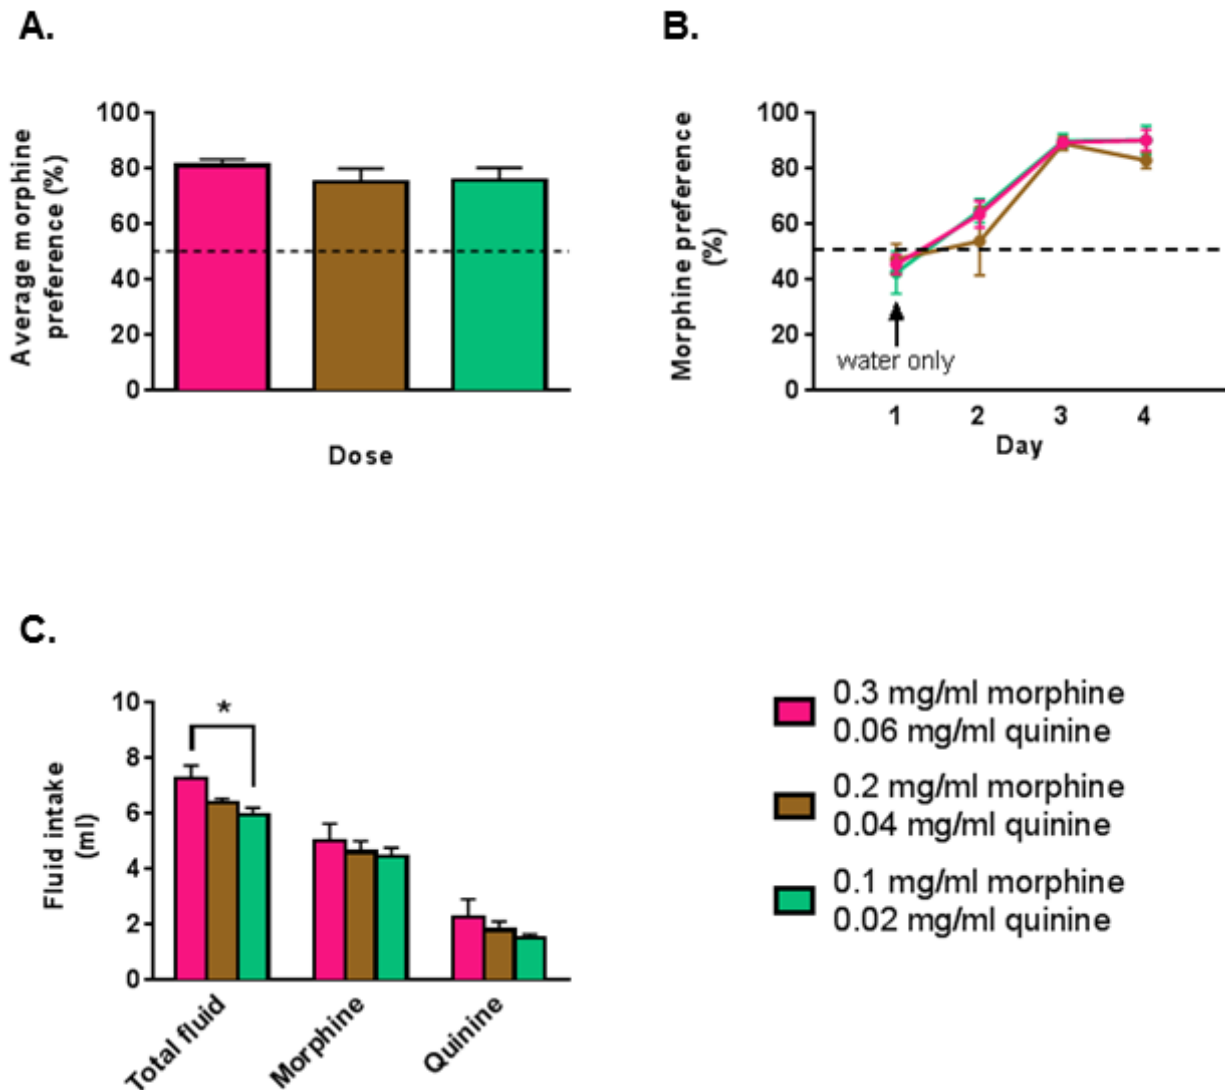 A.
Average morphine
preference (%)
100
80
60
40
20
0
Dose
B.
Morphine preference
(%)
100
80
60
40
20
0
water only
1 2 3 4
Day
C.
Fluid intake
(ml)
10
8
6
4
2
0
*
Total fluid
Morphine
Quinine
0.3 mg/ml morphine
0.06 mg/ml quinine
0.2 mg/ml morphine
0.04 mg/ml quinine
0.1 mg/ml morphine
0.02 mg/ml quinine